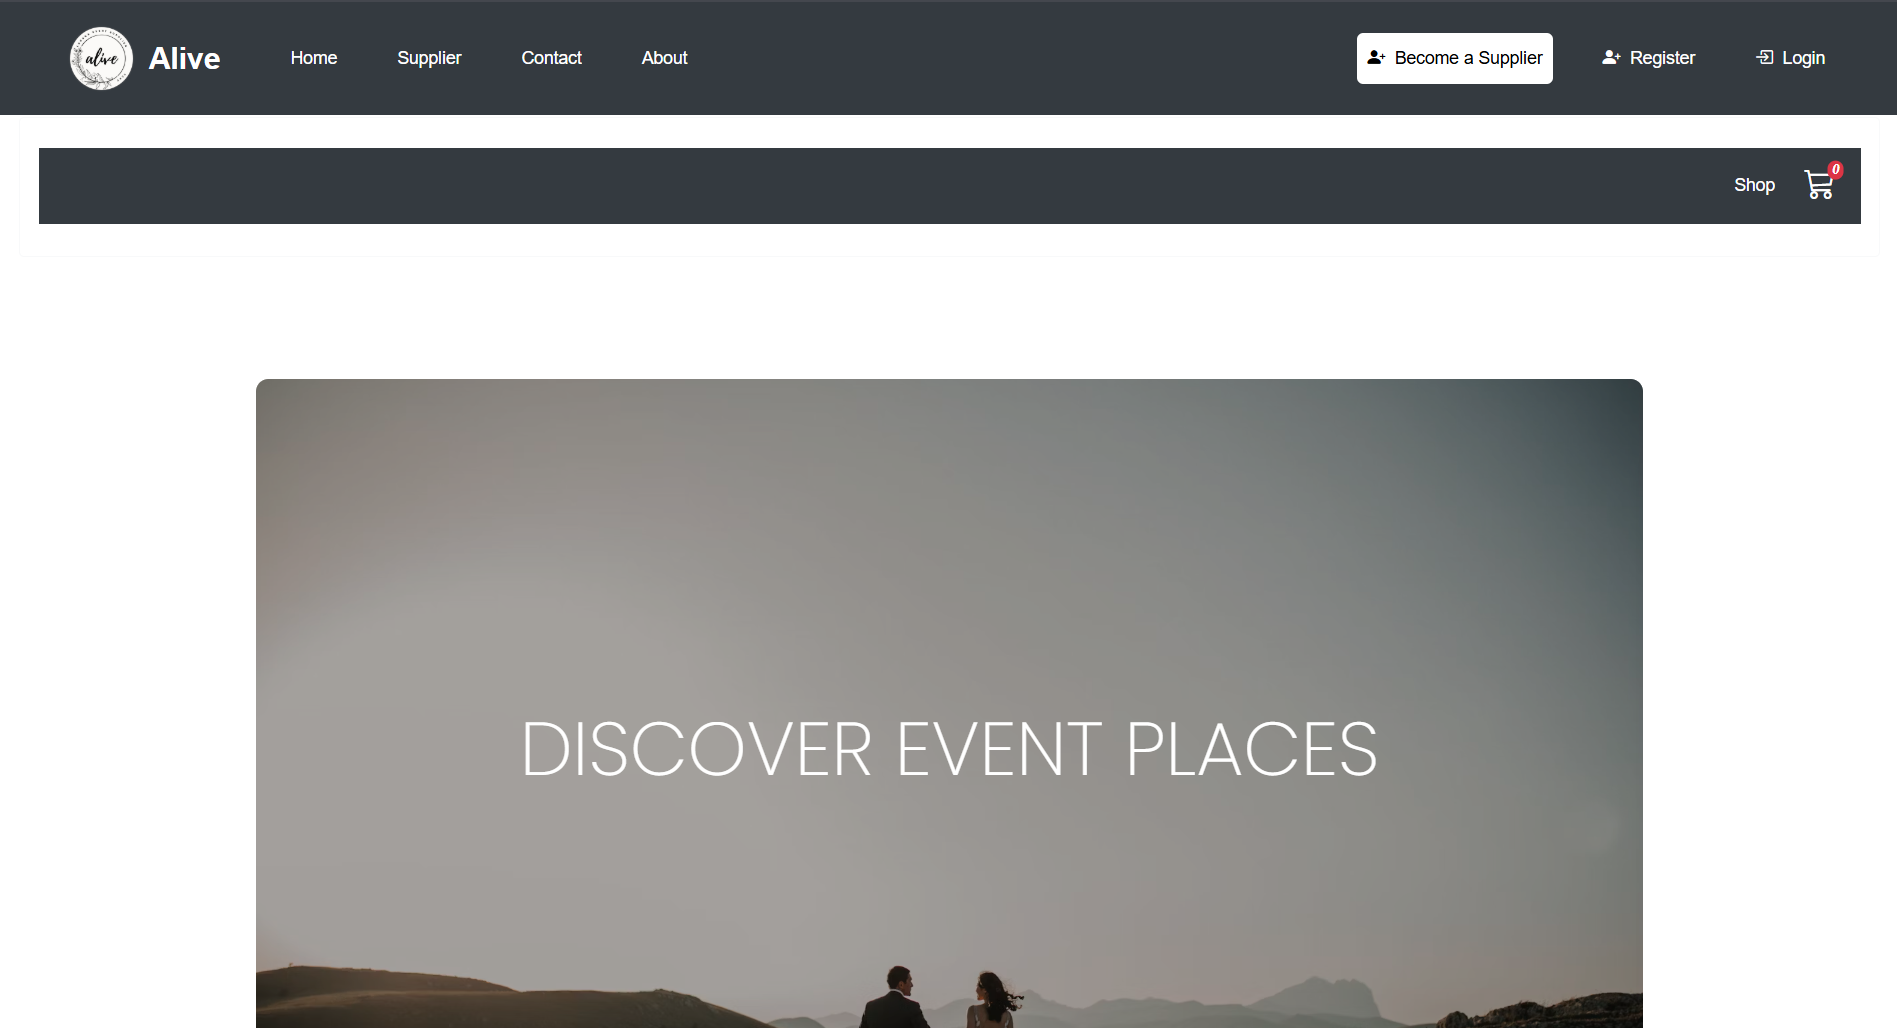 alive
Alive
Home
Supplier
Contact
About
Become a Supplier
Register
Login
Shop
0
DISCOVER EVENT PLACES